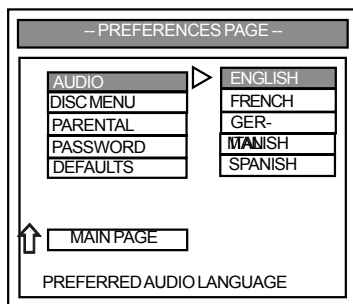 -- PREFERENCES PAGE --
AUDIO
DISC MENU
PARENTAL
PASSWORD
DEFAULTS
ENGLISH
FRENCH
GER-
SPANISH
MAIN PAGE
PREFERRED AUDIO LANGUAGE